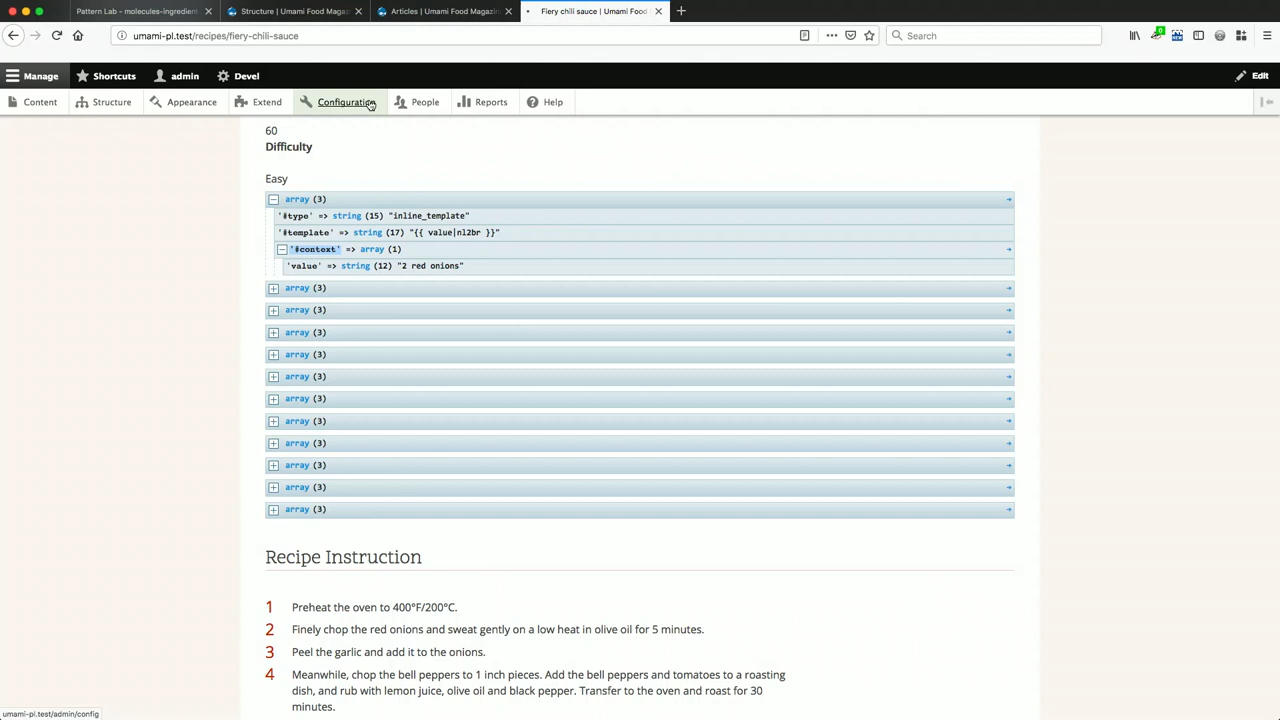 Pattern Lab - molecules-ingredient
Structure | Umami Food Magaz
Articles | Umami Food Magazin
Fiery chili sauce | Umami Food
umami-pl.test/recipes/fiery-chili-sauce
Search
0
Manage
Shortcuts
admin
Devel
Edit
Content
Structure
Appearance
Extend
Configuration
People
Reports
Help
60
Difficulty
Easy
array (3)
'#type' => string (15) "inline_template"
'#template' => string (17) "{{ value|nl2br }}"
'#context' => array (1)
'value' => string (12) "2 red onions"
array (3)
array (3)
array (3)
array (3)
array (3)
array (3)
array (3)
array (3)
array (3)
array (3)
array (3)
Recipe Instruction
1 Preheat the oven to 400°F/200°C.
2 Finely chop the red onions and sweat gently on a low heat in olive oil for 5 minutes.
3 Peel the garlic and add it to the onions.
4 Meanwhile, chop the bell peppers to 1 inch pieces. Add the bell peppers and tomatoes to a roasting
dish, and rub with lemon juice, olive oil and black pepper. Transfer to the oven and roast for 30
minutes.
umami-pl.test/admin/config